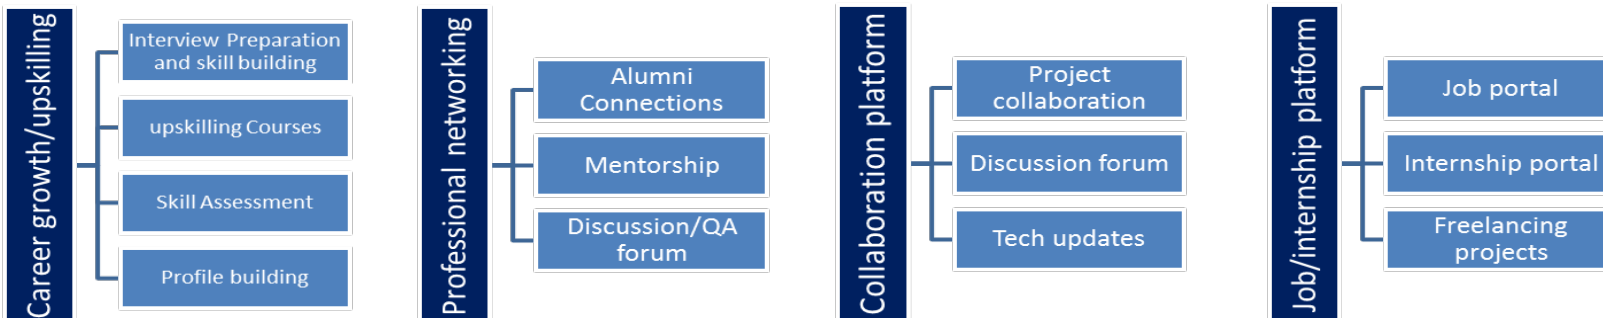 Career growth/upskilling
Interview Preparation
and skill building
upskilling Courses
Skill Assessment
Profile building
Professional networking
Alumni
Connections
Mentorship
Discussion/QA
forum
Collaboration platform
Project
collaboration
Discussion forum
Tech updates
Job/internship platform
Job portal
Internship portal
Freelancing
projects